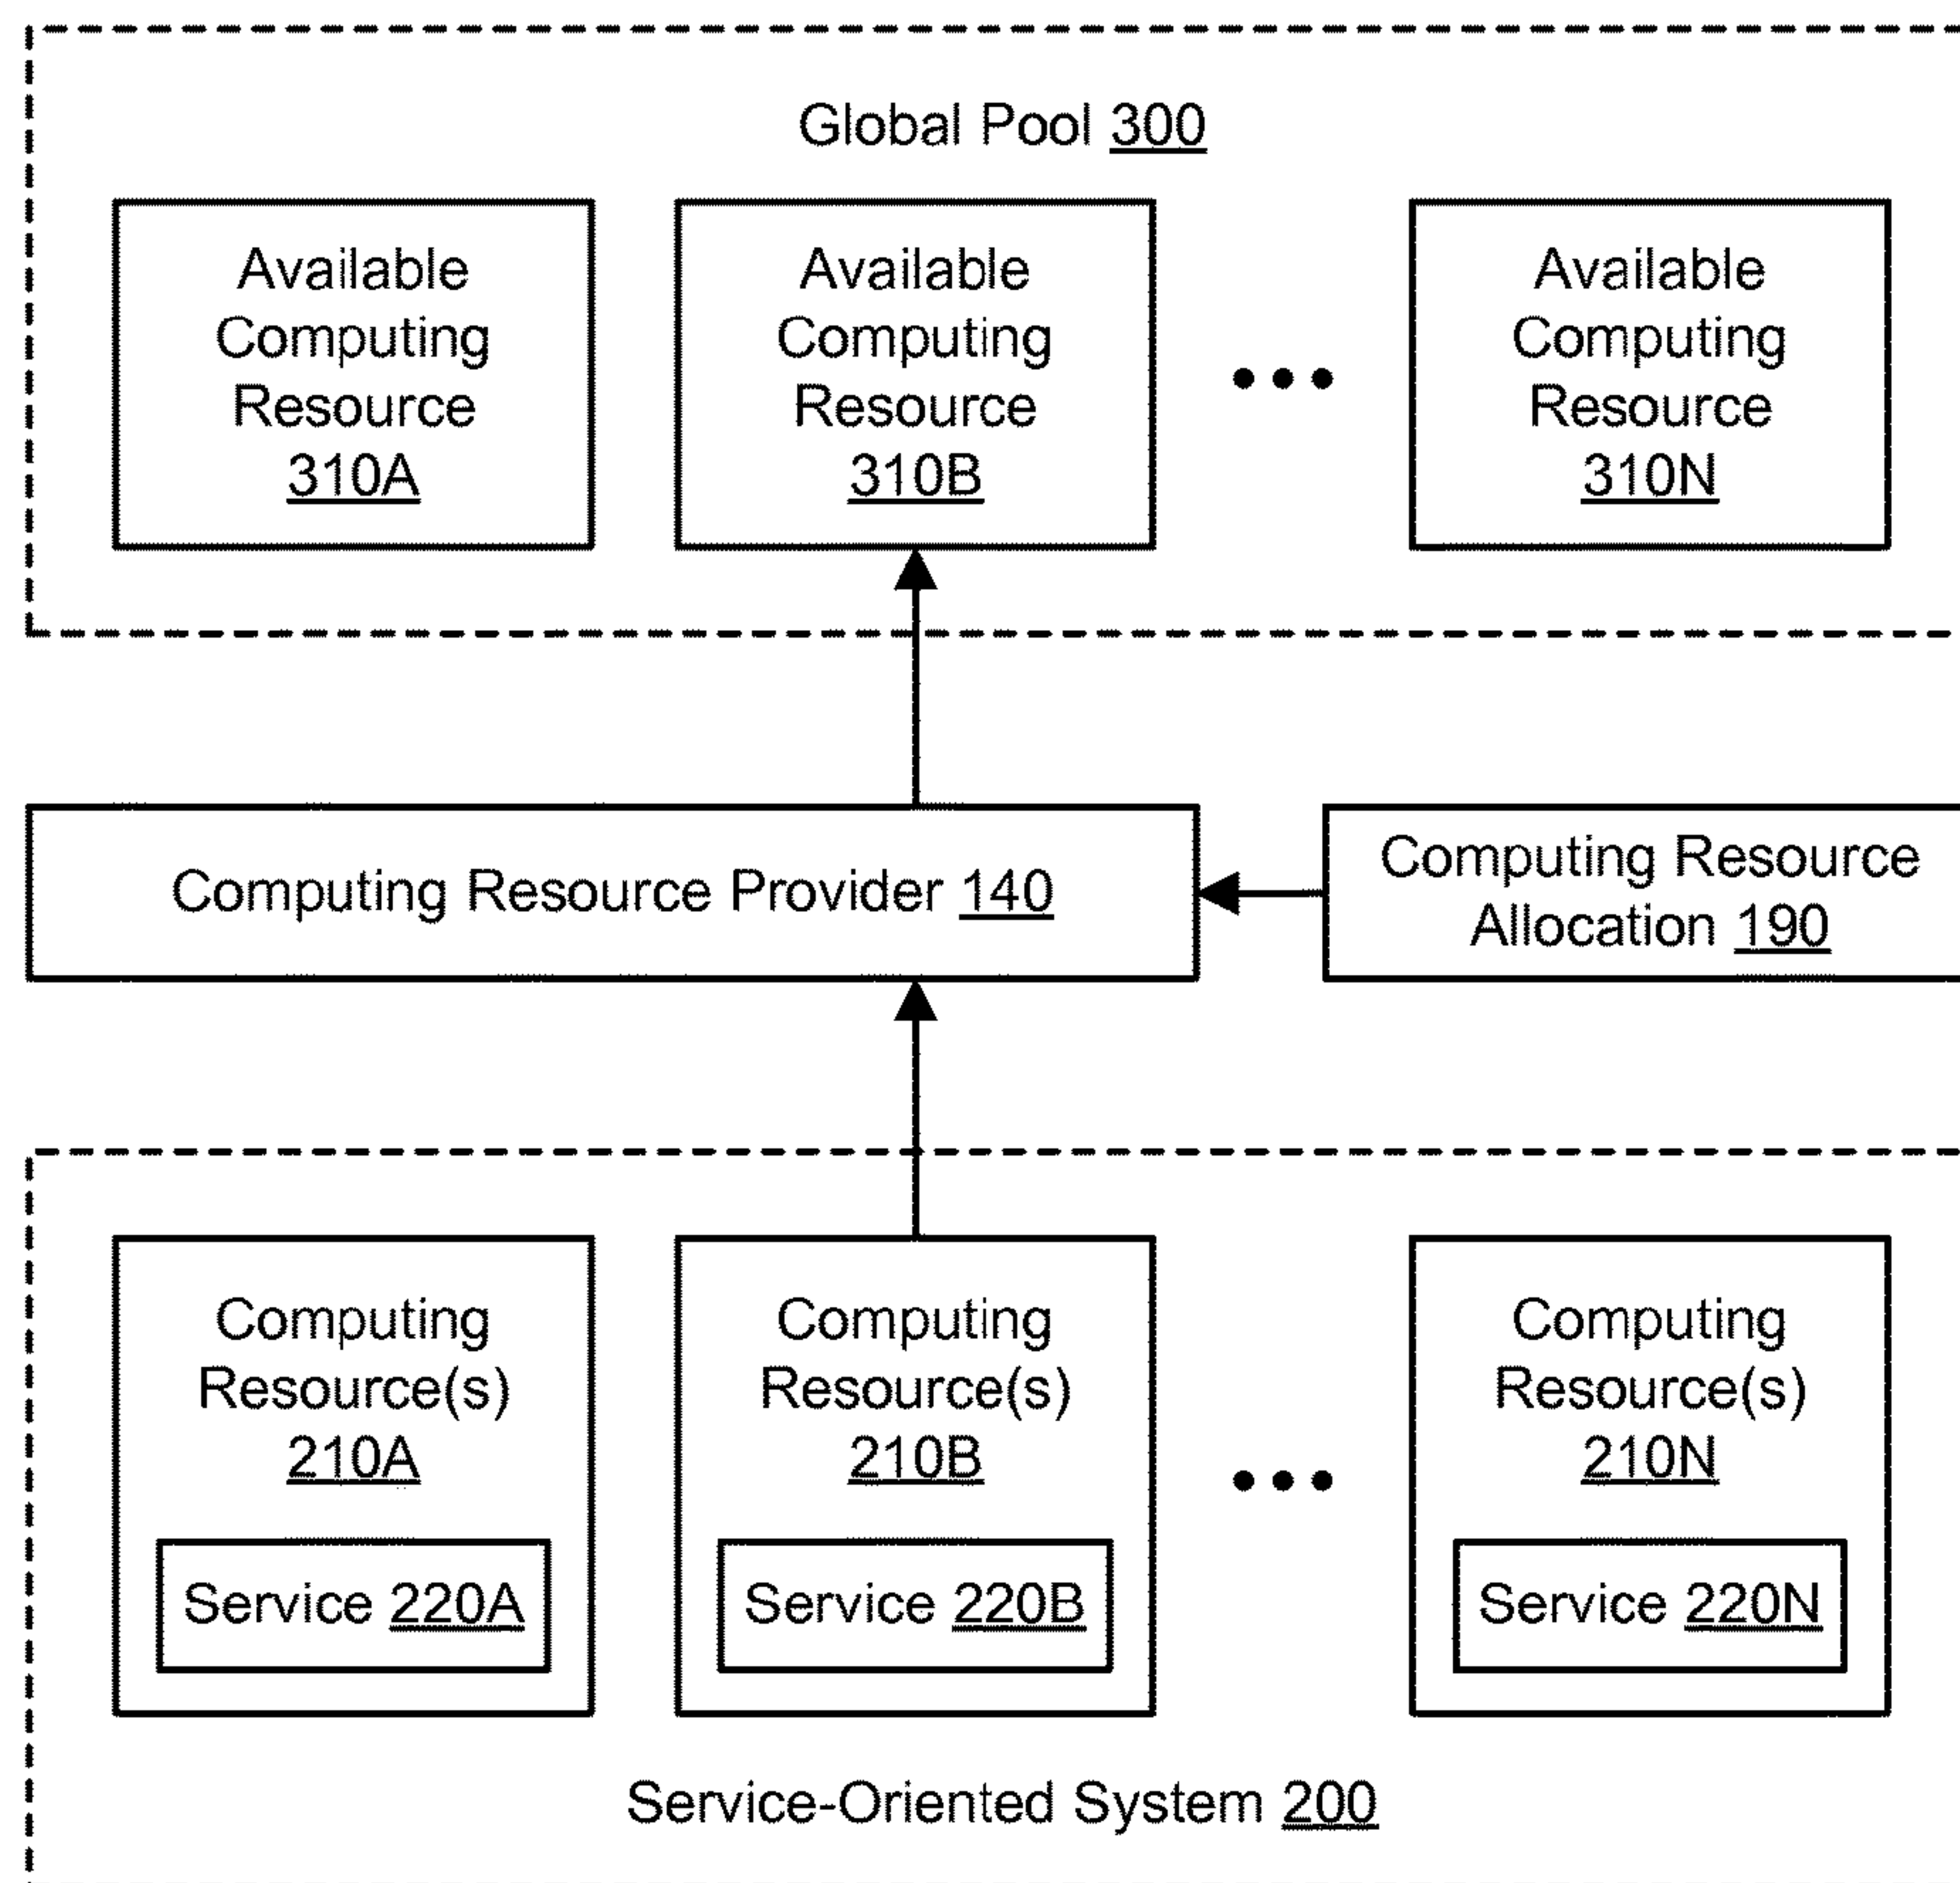 Global Pool 300
Available
Computing
Resource
310A
Available
Computing
Resource
310B
Available
Computing
Resource
310N
Computing Resource Provider 140
Computing Resource
Allocation 190
Computing
Resource(s)
210A
Service 220A
Computing
Resource(s)
210B
Service 220B
Computing
Resource(s)
210N
Service 220N
Service-Oriented System 200